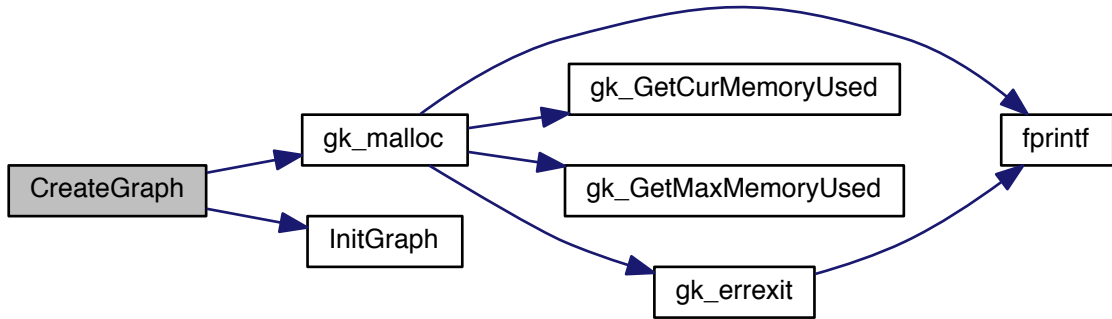 CreateGraph
gk_malloc
InitGraph
gk_GetCurMemoryUsed
gk_GetMaxMemoryUsed
gk_errexit
fprintf